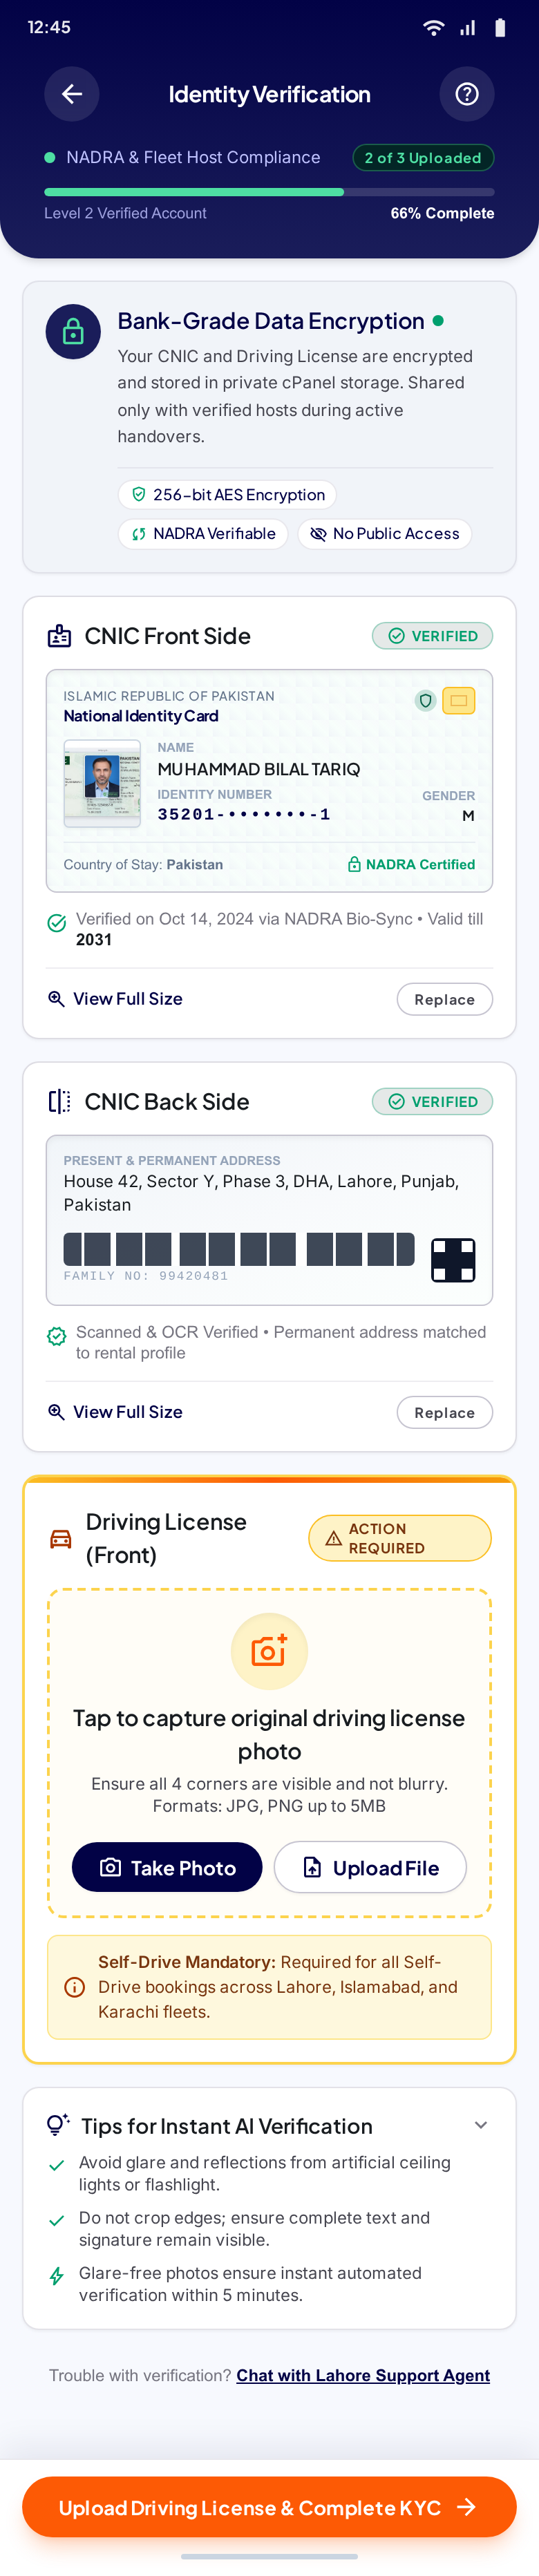 12:45
Identity Verification
NADRA & Fleet Host Compliance
2 of 3 Uploaded
Level 2 Verified Account
66% Complete
Bank-Grade Data Encryption
Your CNIC and Driving License are encrypted
and stored in private cPanel storage. Shared
only with verified hosts during active
handovers.
256-bit AES Encryption
NADRA Verifiable
No Public Access
CNIC Front Side
VERIFIED
ISLAMIC REPUBLIC OF PAKISTAN
National Identity Card
NAME
MUHAMMAD BILAL TARIQ
IDENTITY NUMBER
GENDER
35201-•••••••-1
M
Country of Stay: Pakistan
NADRA Certified
Verified on Oct 14, 2024 via NADRA Bio-Sync • Valid till
2031
View Full Size
Replace
CNIC Back Side
VERIFIED
PRESENT & PERMANENT ADDRESS
House 42, Sector Y, Phase 3, DHA, Lahore, Punjab,
Pakistan
FAMILY NO: 99420481
Scanned & OCR Verified • Permanent address matched
to rental profile
View Full Size
Replace
Driving License
(Front)
ACTION
REQUIRED
Tap to capture original driving license
photo
Ensure all 4 corners are visible and not blurry.
Formats: JPG, PNG up to 5MB
Take Photo
Upload File
Self-Drive Mandatory: Required for all Self-
Drive bookings across Lahore, Islamabad, and
Karachi fleets.
Tips for Instant AI Verification
Avoid glare and reflections from artificial ceiling
lights or flashlight.
Do not crop edges; ensure complete text and
signature remain visible.
Glare-free photos ensure instant automated
verification within 5 minutes.
Trouble with verification? Chat with Lahore Support Agent
Upload Driving License & Complete KYC